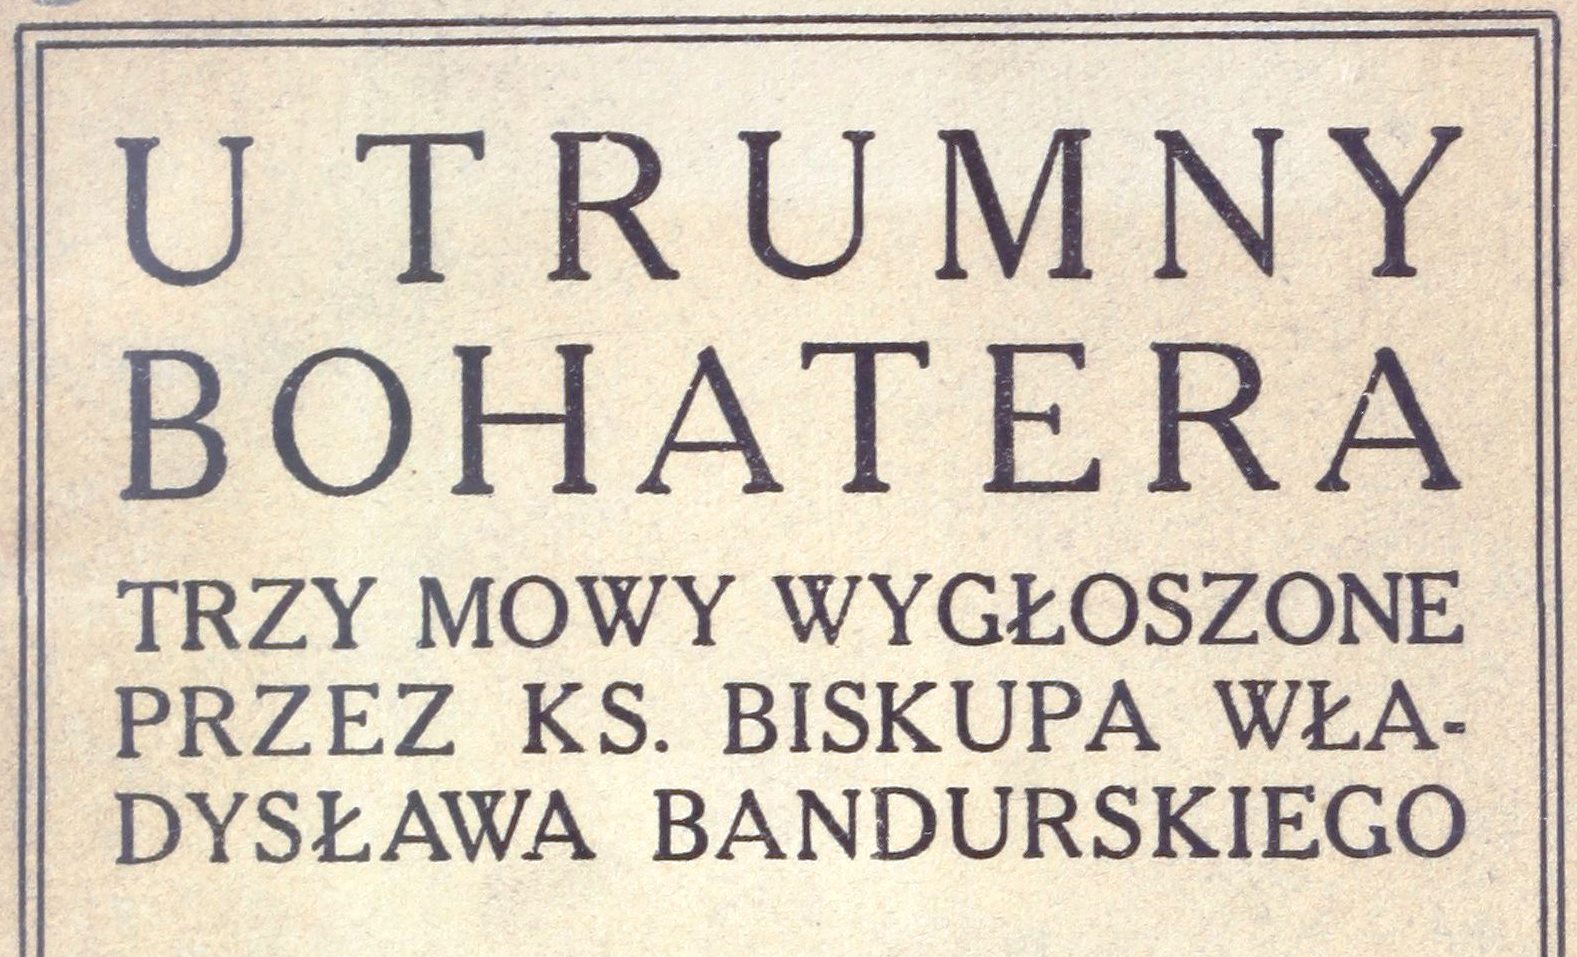 U TRUMNY
BOHATERA
TRZY MOWY WYGŁOSZONE
PRZEZ KS. BISKUPA WŁA-
DYSŁAWA BANDURSKIEGO